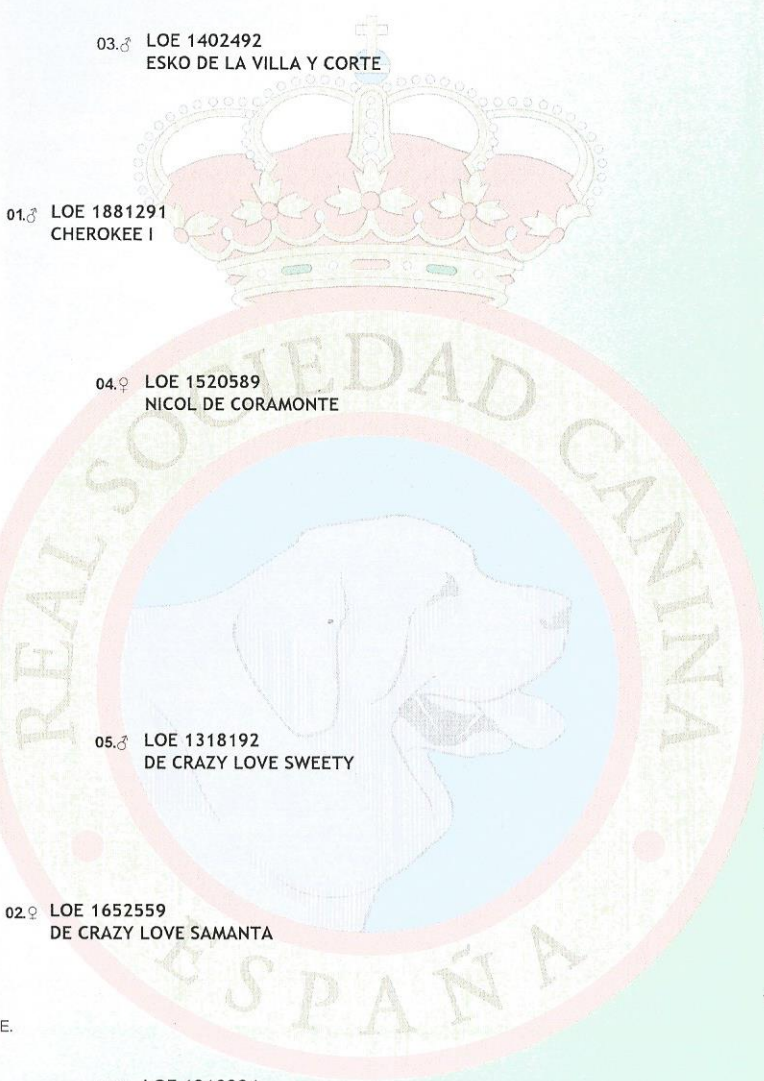 03.♂ LOE 1402492
ESKO DE LA VILLA Y CORTE
01.♂ LOE 1881291
CHEROKEE I
04.♀ LOE 1520589
NICOL DE CORAMONTE
REAL SOCIEDAD CANINA
05.♂ LOE 1318192
DE CRAZY LOVE SWEETY
02.♀ LOE 1652559
DE CRAZY LOVE SAMANTA
ESPAÑA
E.